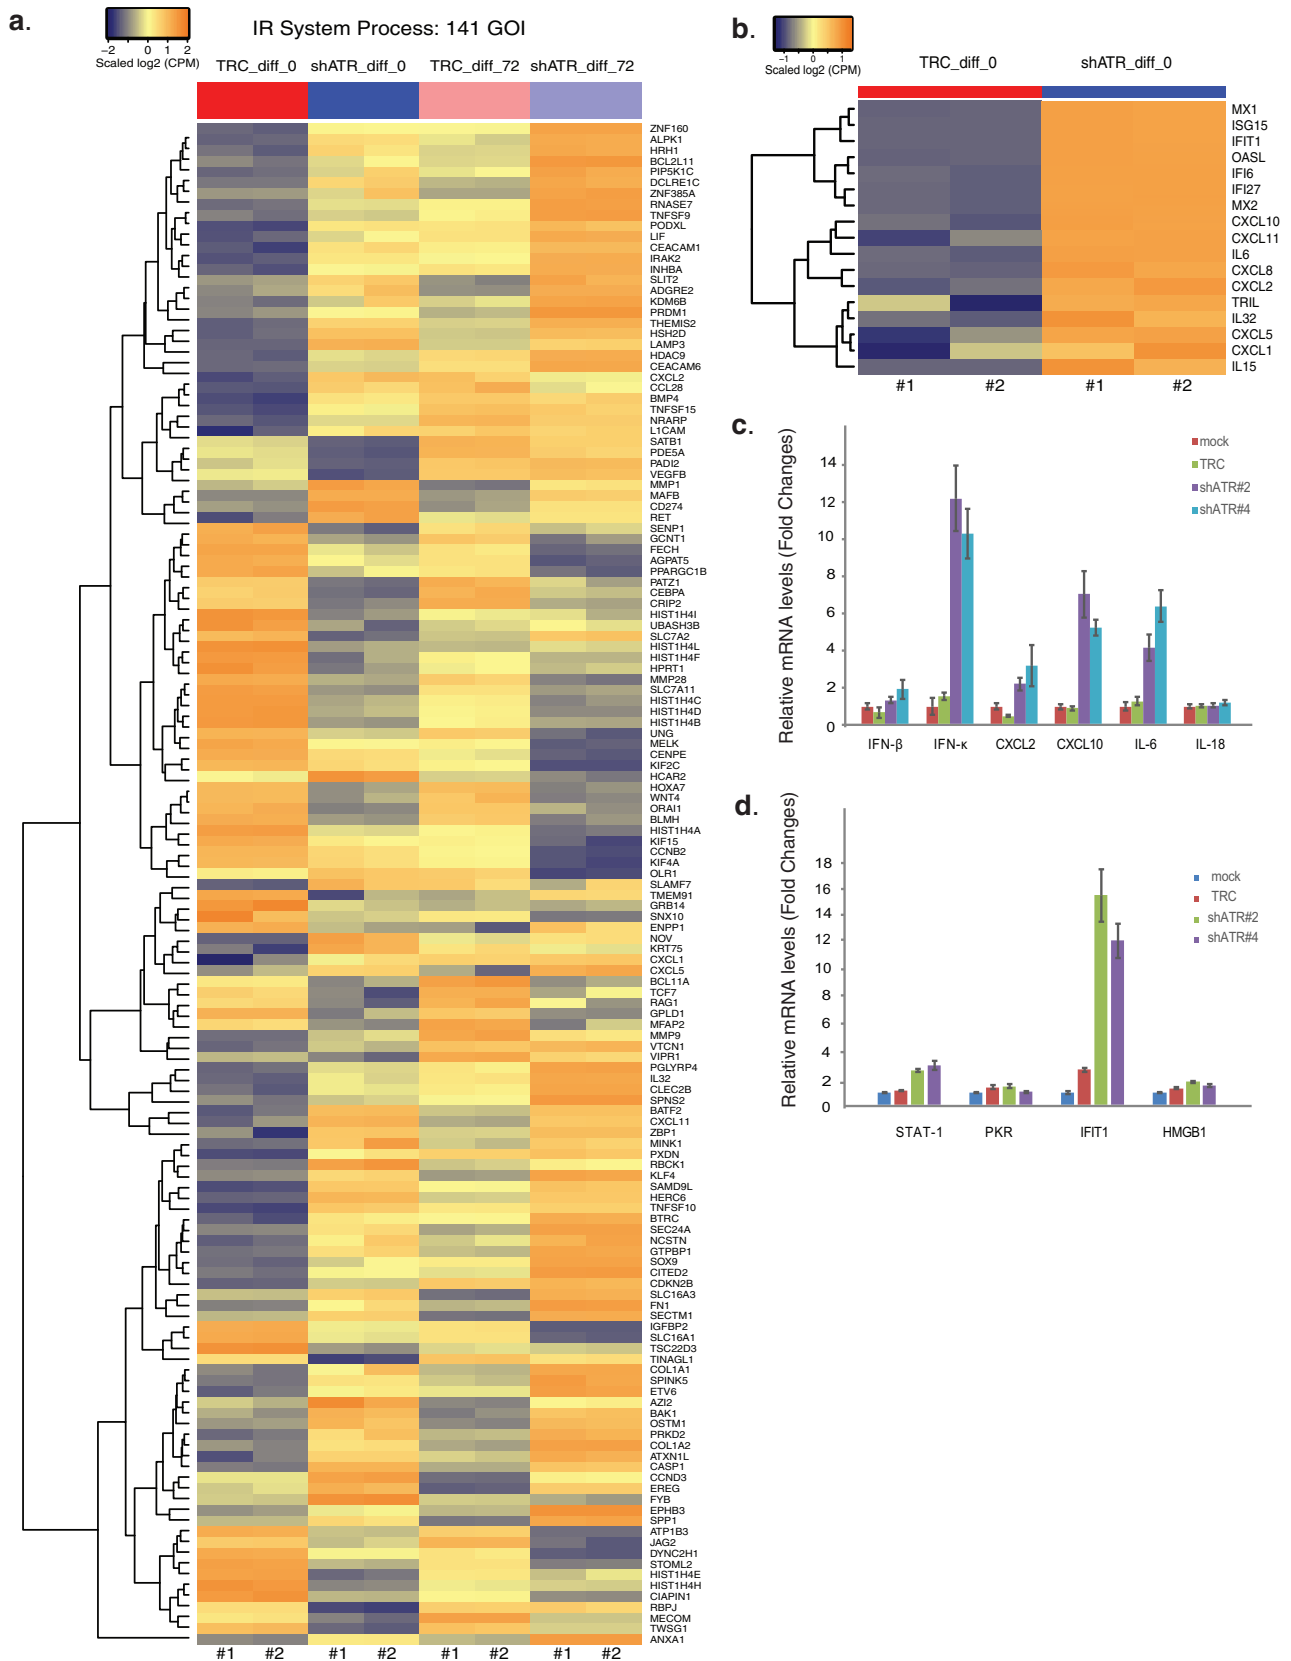 a.
IR System Process: 141 GOI
−2 0 1 2
Scaled log2 (CPM)
TRC_diff_0 shATR_diff_0 TRC_diff_72 shATR_diff_72
ZNF160
ALPK1
HRH1
BCL2L11
PIP5K1C
DCLRE1C
ZNF385A
RNASE7
TNFSF9
PODXL
LIF
CEACAM1
IRAK2
INHBA
SLIT2
ADGRE2
KDM6B
PRDM1
THEMIS2
HSH2D
LAMP3
HDAC9
CEACAM6
CXCL2
CCL28
BMP4
TNFSF15
NRARP
L1CAM
SATB1
PDE5A
PADI2
VEGFB
MMP1
MAFB
CD274
RET
SENP1
GCNT1
FECH
AGPAT5
PPARGC1B
PATZ1
CEBPA
CRIP2
HIST1H4I
UBASH3B
SLC7A2
HIST1H4L
HIST1H4F
HPRT1
MMP28
SLC7A11
HIST1H4C
HIST1H4D
HIST1H4B
UNG
MELK
CENPE
KIF2C
HCAR2
HOXA7
WNT4
ORAI1
BLMH
HIST1H4A
KIF15
CCNB2
KIF4A
OLR1
SLAMF7
TMEM91
GRB14
SNX10
ENPP1
NOV
KRT75
CXCL1
CXCL5
BCL11A
TCF7
RAG1
GPLD1
MFAP2
MMP9
VTCN1
VIPR1
PGLYRP4
IL32
CLEC2B
SPNS2
BATF2
CXCL11
ZBP1
MINK1
PXDN
RBCK1
KLF4
SAMD9L
HERC6
TNFSF10
BTRC
SEC24A
NCSTN
GTPBP1
SOX9
CITED2
CDKN2B
SLC16A3
FN1
SECTM1
IGFBP2
SLC16A1
TSC22D3
TINAGL1
COL1A1
SPINK5
ETV6
AZI2
BAK1
OSTM1
PRKD2
COL1A2
ATXN1L
CASP1
CCND3
EREG
FYB
EPHB3
SPP1
ATP1B3
JAG2
DYNC2H1
STOML2
HIST1H4E
HIST1H4H
CIAPIN1
RBPJ
MECOM
TWSG1
ANXA1
#1 #2 #1 #2 #1 #2 #1 #2
b.
−1 0 1
Scaled log2 (CPM)
TRC_diff_0 shATR_diff_0
MX1
ISG15
IFIT1
OASL
IFI6
IFI27
MX2
CXCL10
CXCL11
IL6
CXCL8
CXCL2
TRIL
IL32
CXCL5
CXCL1
IL15
#1 #2 #1 #2
c.
Relative mRNA levels (Fold Changes)
14
12
10
8
6
4
2
0
mock
TRC
shATR#2
shATR#4
IFN-β IFN-κ CXCL2 CXCL10 IL-6 IL-18
d.
Relative mRNA levels (Fold Changes)
18
16
14
12
10
8
6
4
2
0
mock
TRC
shATR#2
shATR#4
STAT-1 PKR IFIT1 HMGB1